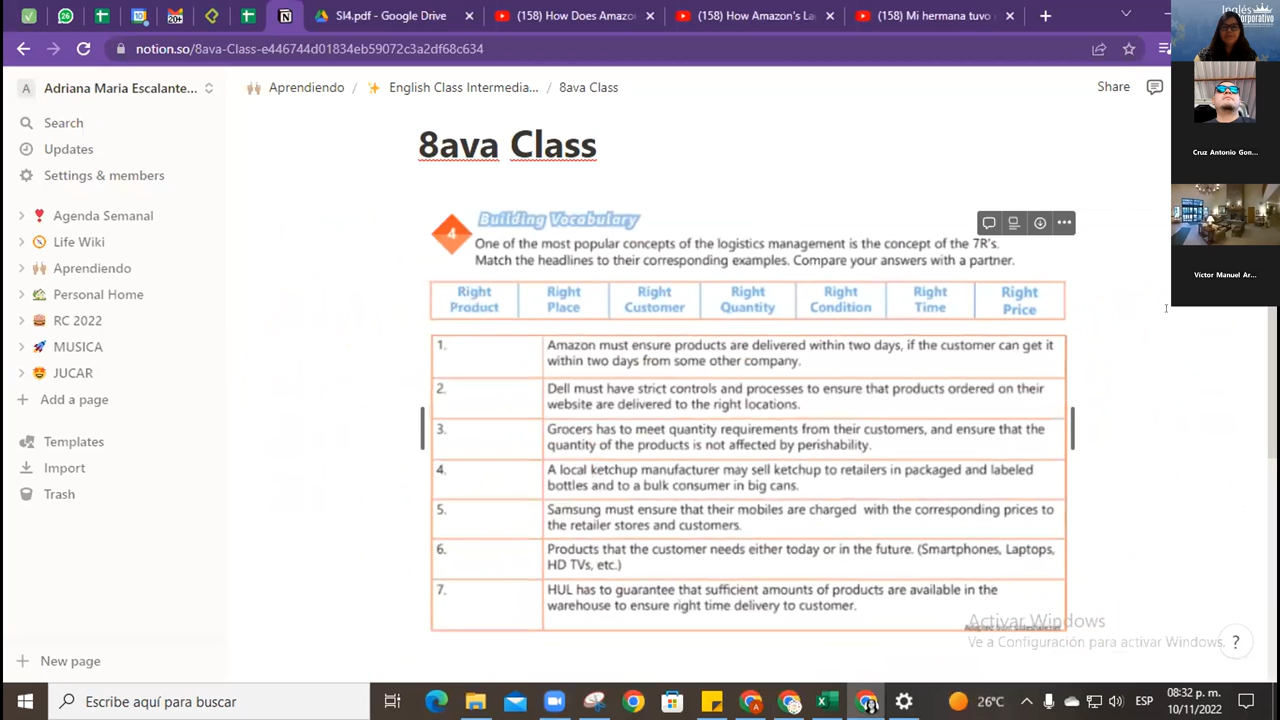 SI4.pdf - Google Drive
(158) How Does Amazo
(158) How Amazon's La
(158) Mi hermana tuvo
notion.so/8ava-Class-e446744d01834eb59072c3a2df68c634
Inglés
Corporativo
A Adriana Maria Escalante...
Aprendiendo / English Class Intermedia... / 8ava Class
Share
Search
Updates
Settings & members
Agenda Semanal
Life Wiki
Aprendiendo
Personal Home
RC 2022
MUSICA
JUCAR
Add a page
Templates
Import
Trash
New page
8ava Class
4 Building Vocabulary
One of the most popular concepts of the logistics management is the concept of the 7R's.
Match the headlines to their corresponding examples. Compare your answers with a partner.
Right Product
Right Place
Right Customer
Right Quantity
Right Condition
Right Time
Right Price
1. Amazon must ensure products are delivered within two days, if the customer can get it
within two days from some other company.
2. Dell must have strict controls and processes to ensure that products ordered on their
website are delivered to the right locations.
3. Grocers has to meet quantity requirements from their customers, and ensure that the
quantity of the products is not affected by perishability.
4. A local ketchup manufacturer may sell ketchup to retailers in packaged and labeled
bottles and to a bulk consumer in big cans.
5. Samsung must ensure that their mobiles are charged with the corresponding prices to
the retailer stores and customers.
6. Products that the customer needs either today or in the future. (Smartphones, Laptops,
HD TVs, etc.)
7. HUL has to guarantee that sufficient amounts of products are available in the
warehouse to ensure right time delivery to customer.
Activar Windows
Ve a Configuración para activar Windows.
?
Cruz Antonio Gon...
Víctor Manuel Ar...
Escribe aquí para buscar
26°C
ESP
08:32 p. m.
10/11/2022